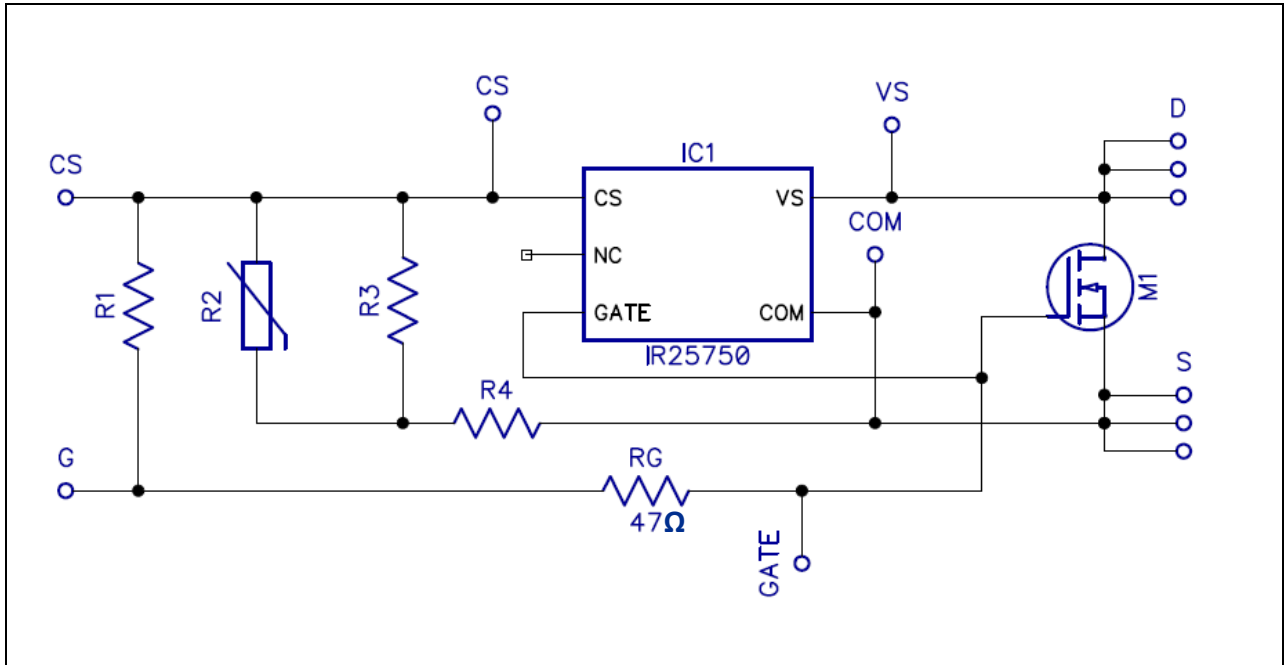 CS
VS
D
IC1
CS
CS
VS
COM
NC
R1
R2
R3
M1
GATE
COM
IR25750
S
R4
G
RG
47Ω
GATE